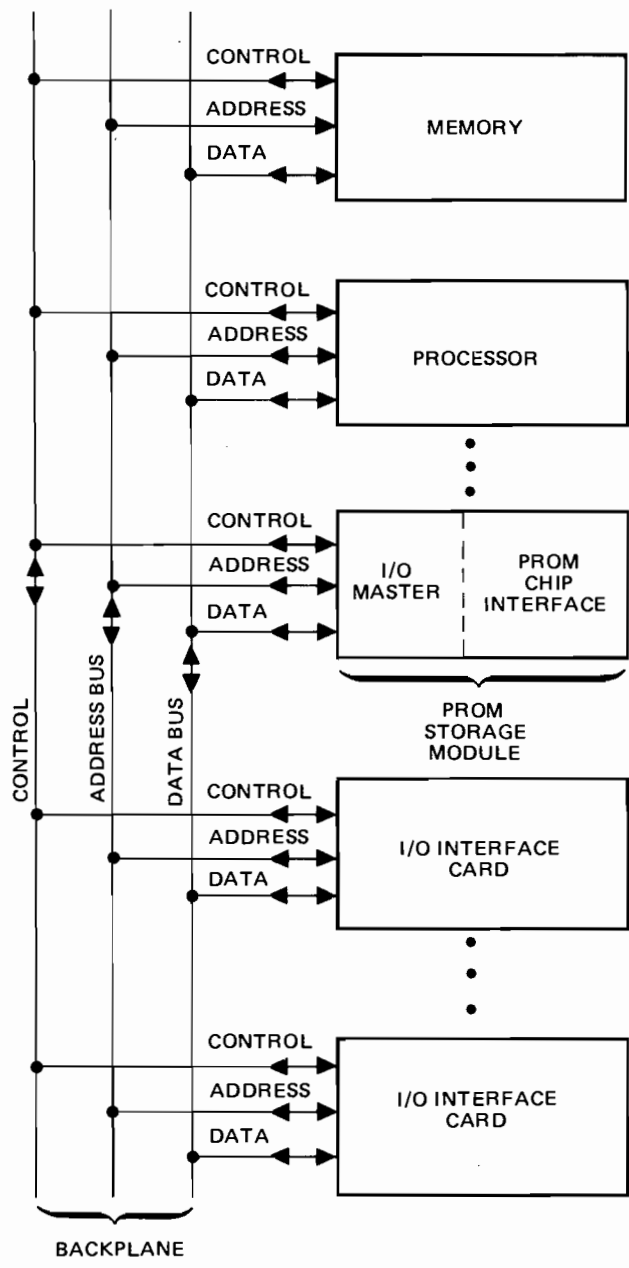 CONTROL
ADDRESS
DATA
MEMORY
CONTROL
ADDRESS
DATA
PROCESSOR
CONTROL
ADDRESS
DATA
I/O
MASTER
PROM
CHIP
INTERFACE
PROM
STORAGE
MODULE
CONTROL
ADDRESS BUS
DATA BUS
CONTROL
ADDRESS
DATA
I/O INTERFACE
CARD
CONTROL
ADDRESS
DATA
I/O INTERFACE
CARD
BACKPLANE